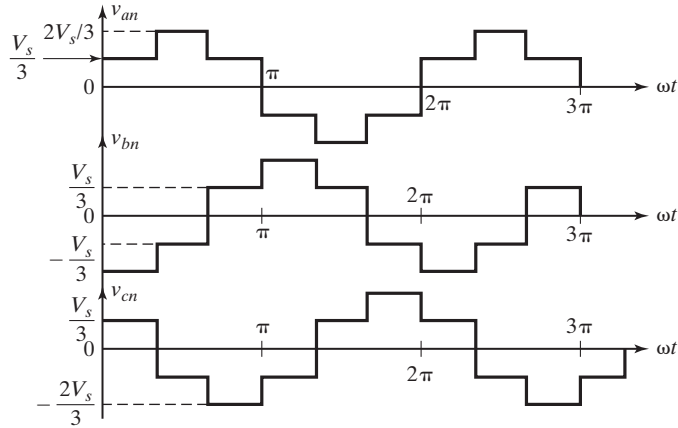 v_an
2V_s/3
V_s/3
0
π
2π
3π
ωt
v_bn
V_s/3
0
−V_s/3
π
2π
3π
ωt
v_cn
V_s/3
0
−2V_s/3
π
2π
3π
ωt